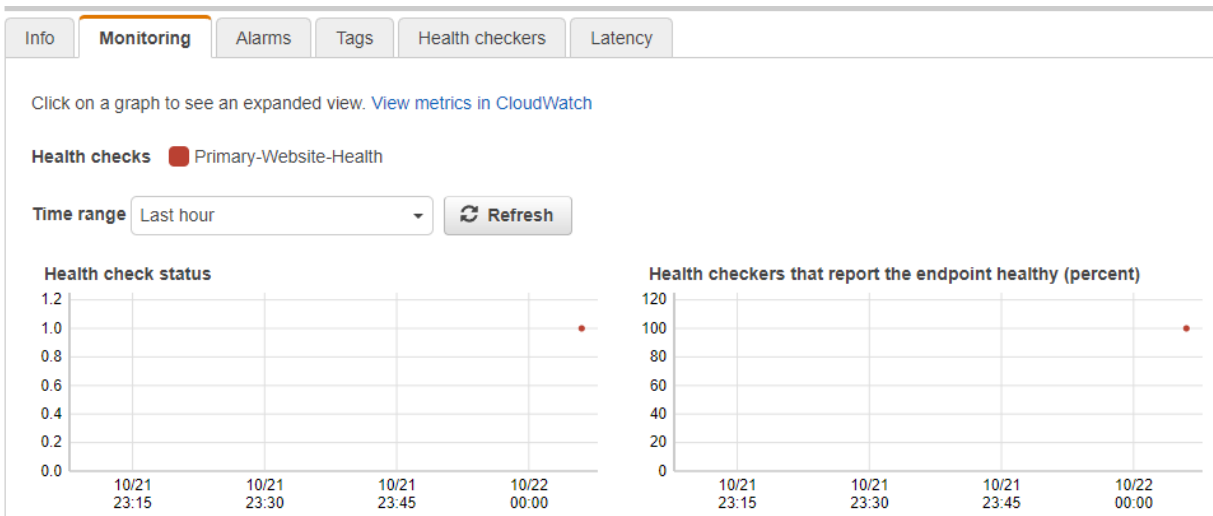 Info Monitoring Alarms Tags Health checkers Latency
Click on a graph to see an expanded view. View metrics in CloudWatch
Health checks Primary-Website-Health
Time range Last hour Refresh
Health check status
1.2
1.0
0.8
0.6
0.4
0.2
0.0
10/21 10/21 10/21 10/22
23:15 23:30 23:45 00:00
Health checkers that report the endpoint healthy (percent)
120
100
80
60
40
20
0
10/21 10/21 10/21 10/22
23:15 23:30 23:45 00:00